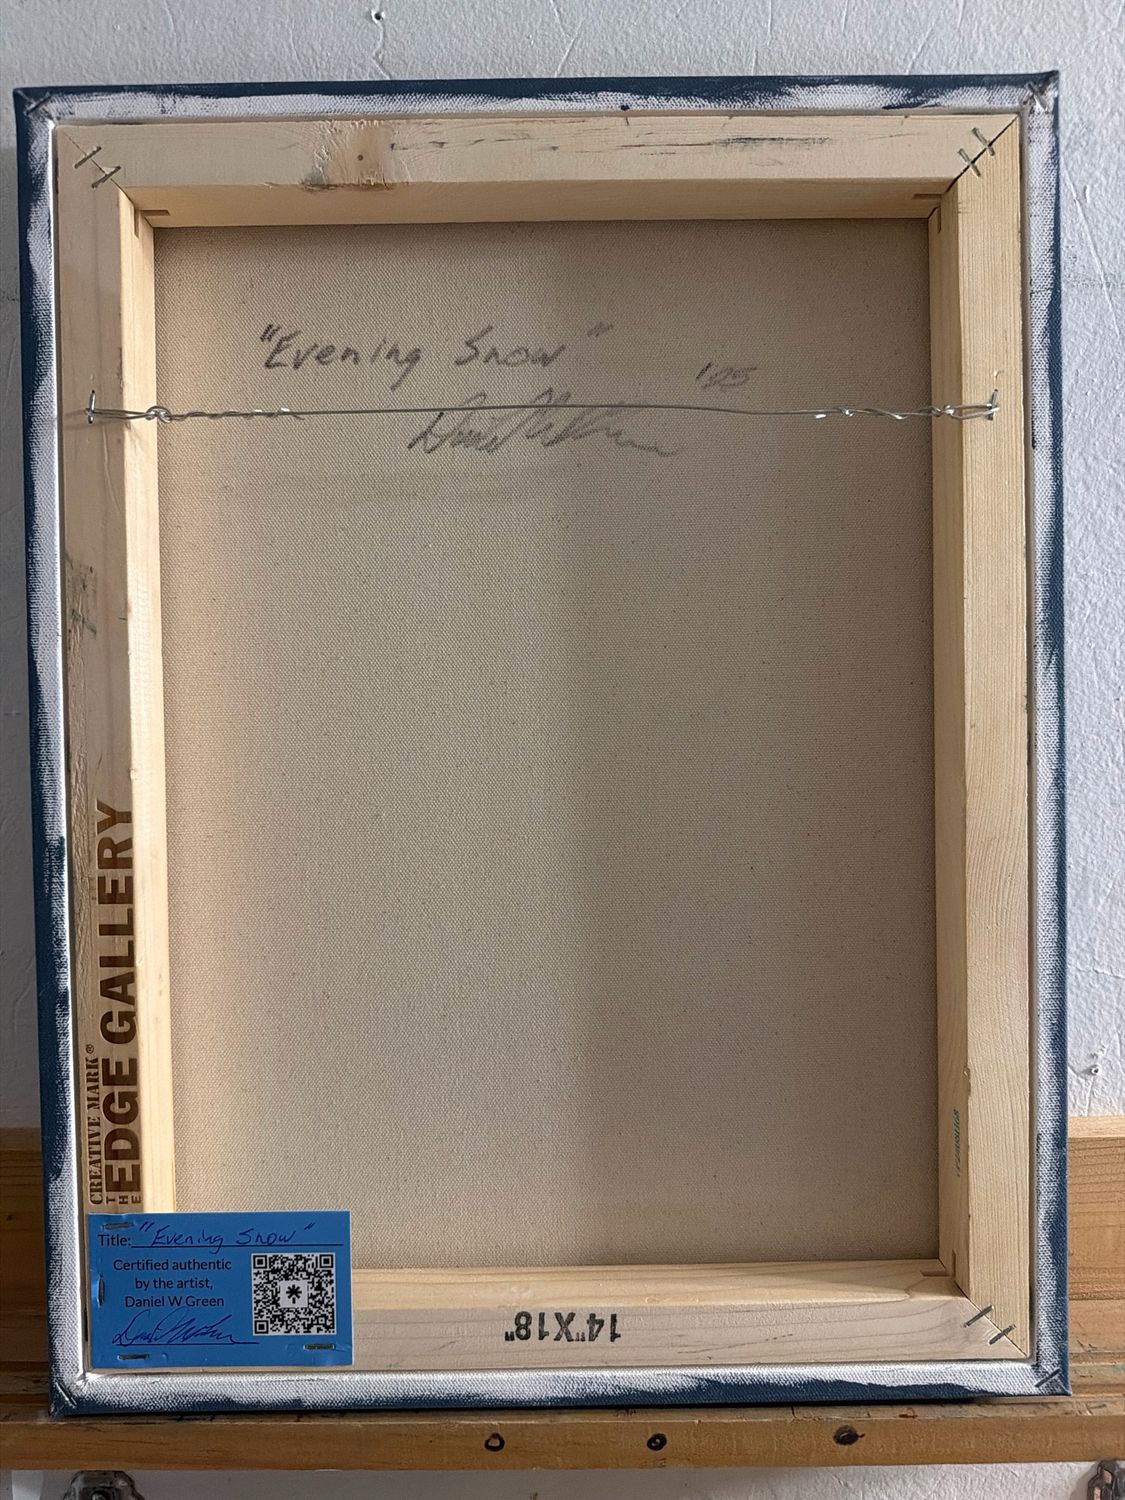 "Evening Snow"
'25
CREATIVE MARK®
THE EDGE GALLERY
Title: "Evening Snow"
Certified authentic
by the artist,
Daniel W Green
14"X18"